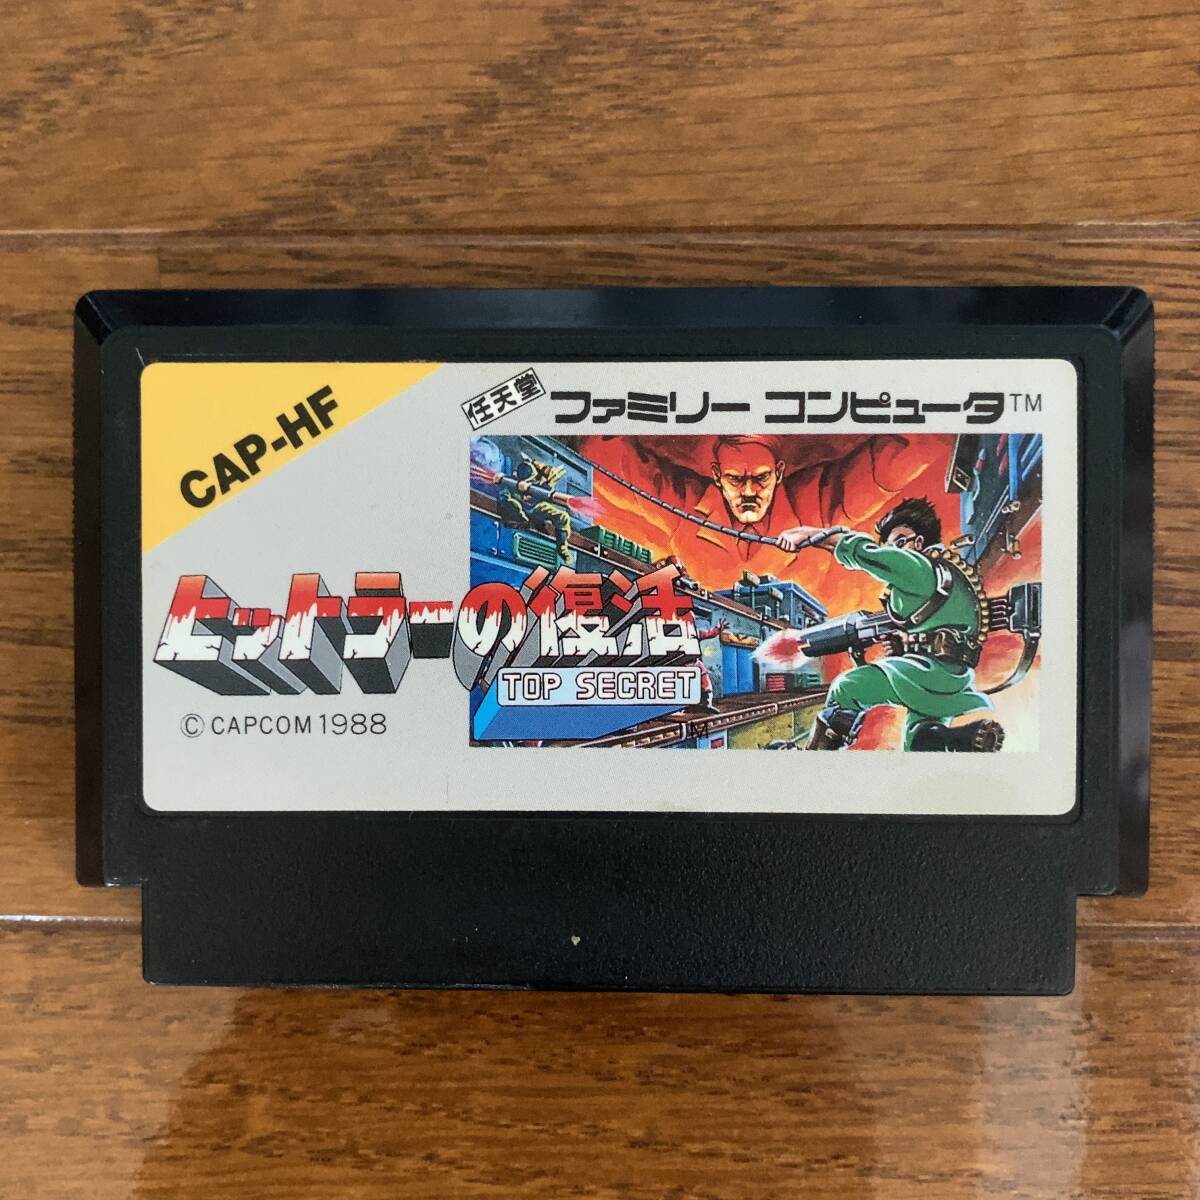 CAP-HF
任天堂 ファミリー コンピュータ™
ヒットラーの復活
TOP SECRET
© CAPCOM 1988